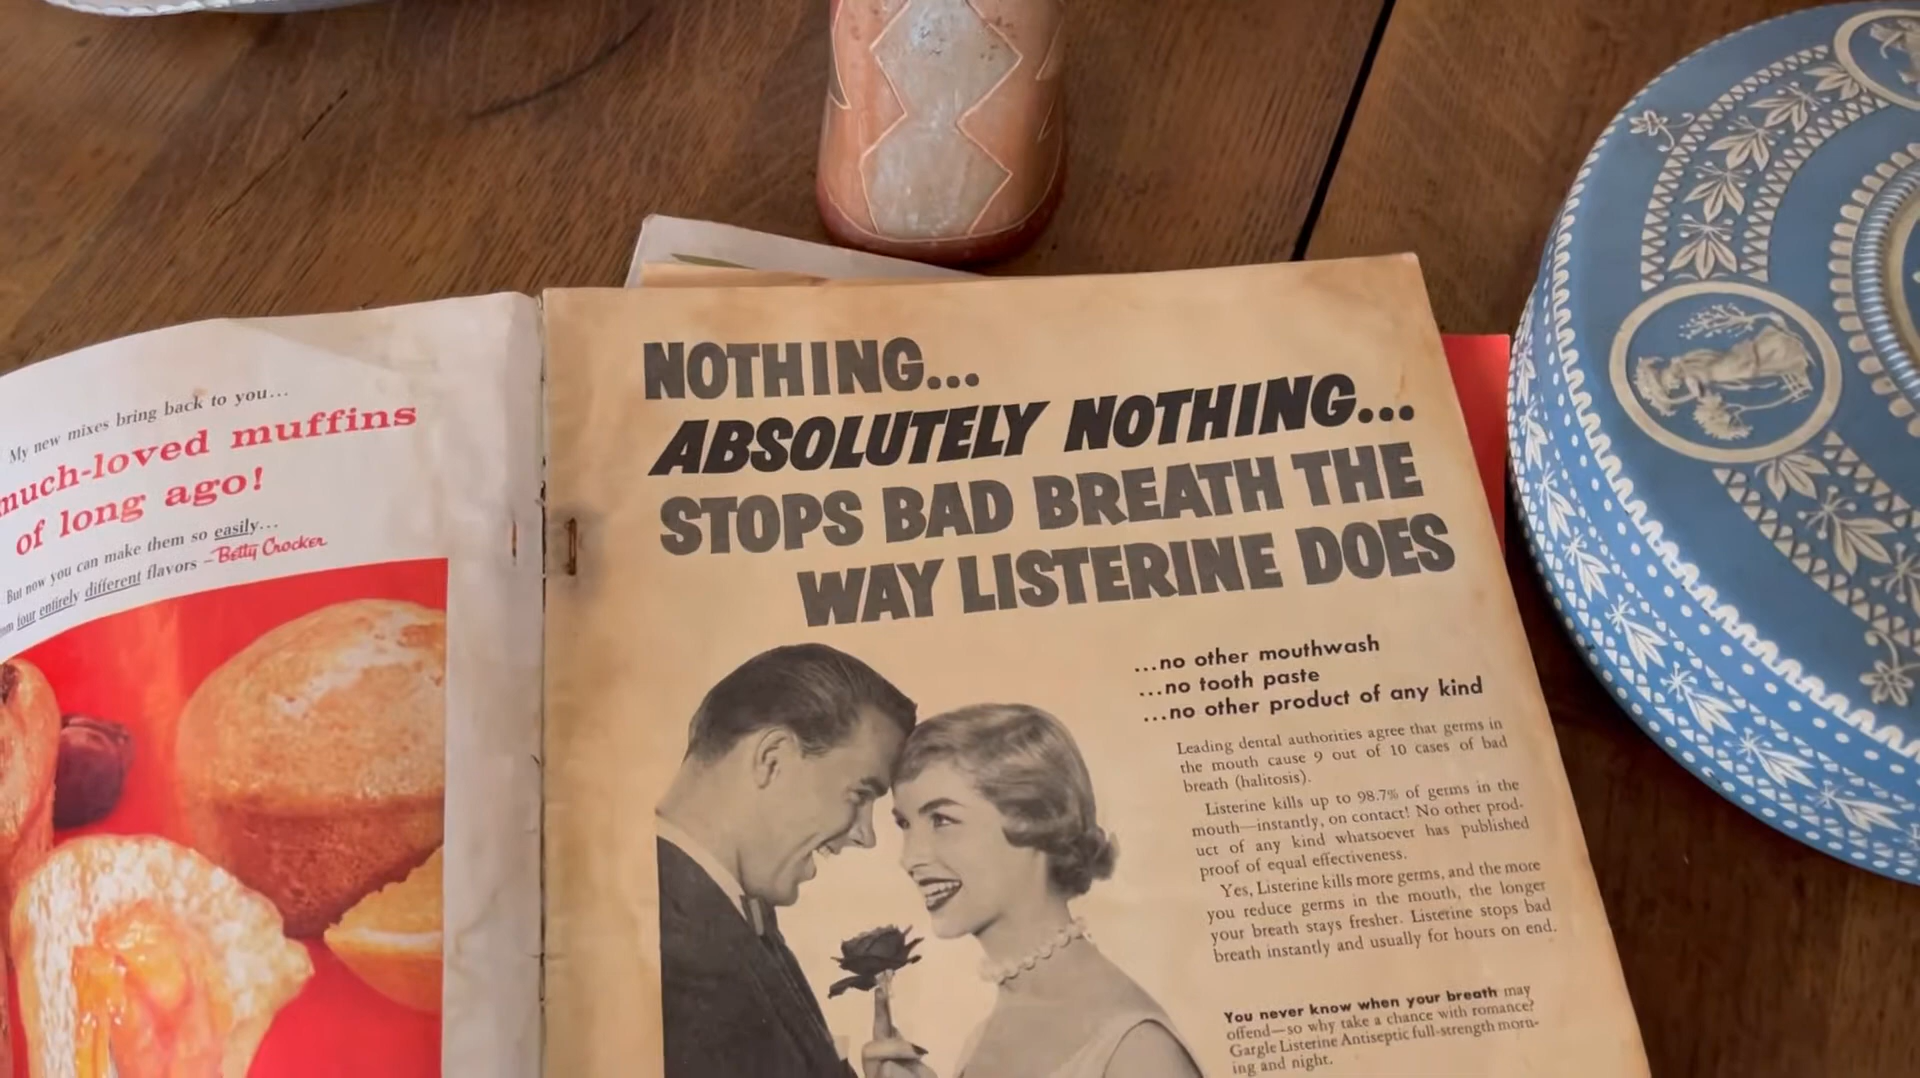 My new mixes bring back to you...
much-loved muffins
of long ago!
But now you can make them so easily...
four entirely different flavors – Betty Crocker
NOTHING...
ABSOLUTELY NOTHING...
STOPS BAD BREATH THE
WAY LISTERINE DOES
...no other mouthwash
...no tooth paste
...no other product of any kind
Leading dental authorities agree that germs in
the mouth cause 9 out of 10 cases of bad
breath (halitosis).
Listerine kills up to 98.7% of germs in the
mouth—instantly, on contact! No other prod-
uct of any kind whatsoever has published
proof of equal effectiveness.
Yes, Listerine kills more germs, and the more
you reduce germs in the mouth, the longer
your breath stays fresher. Listerine stops bad
breath instantly and usually for hours on end.
You never know when your breath may
offend—so why take a chance with romance?
Gargle Listerine Antiseptic full-strength morn-
ing and night.